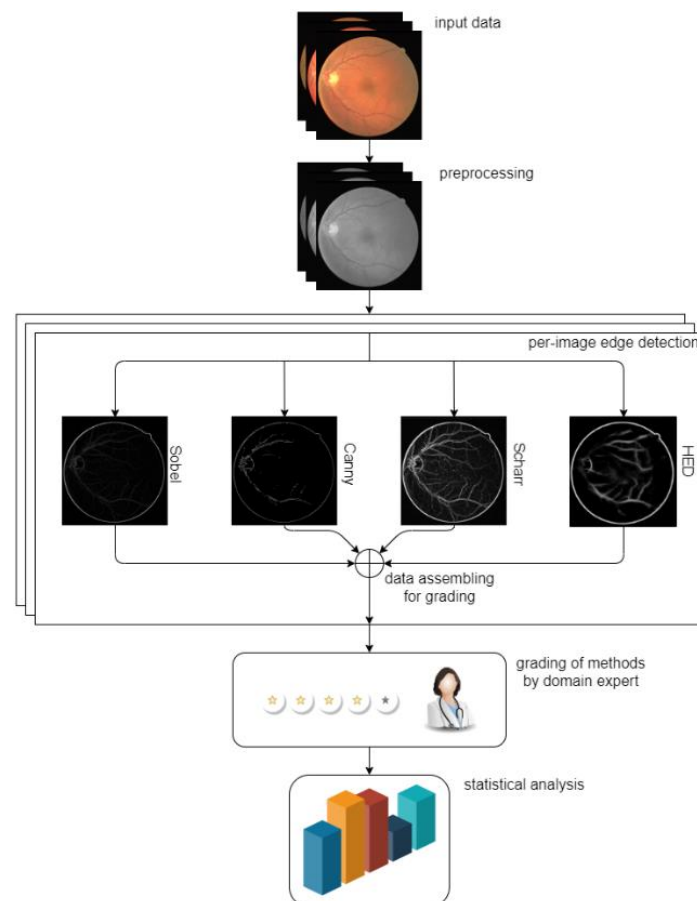 input data
preprocessing
per-image edge detection
Sobel
Canny
Scharr
HED
data assembling
for grading
grading of methods
by domain expert
statistical analysis